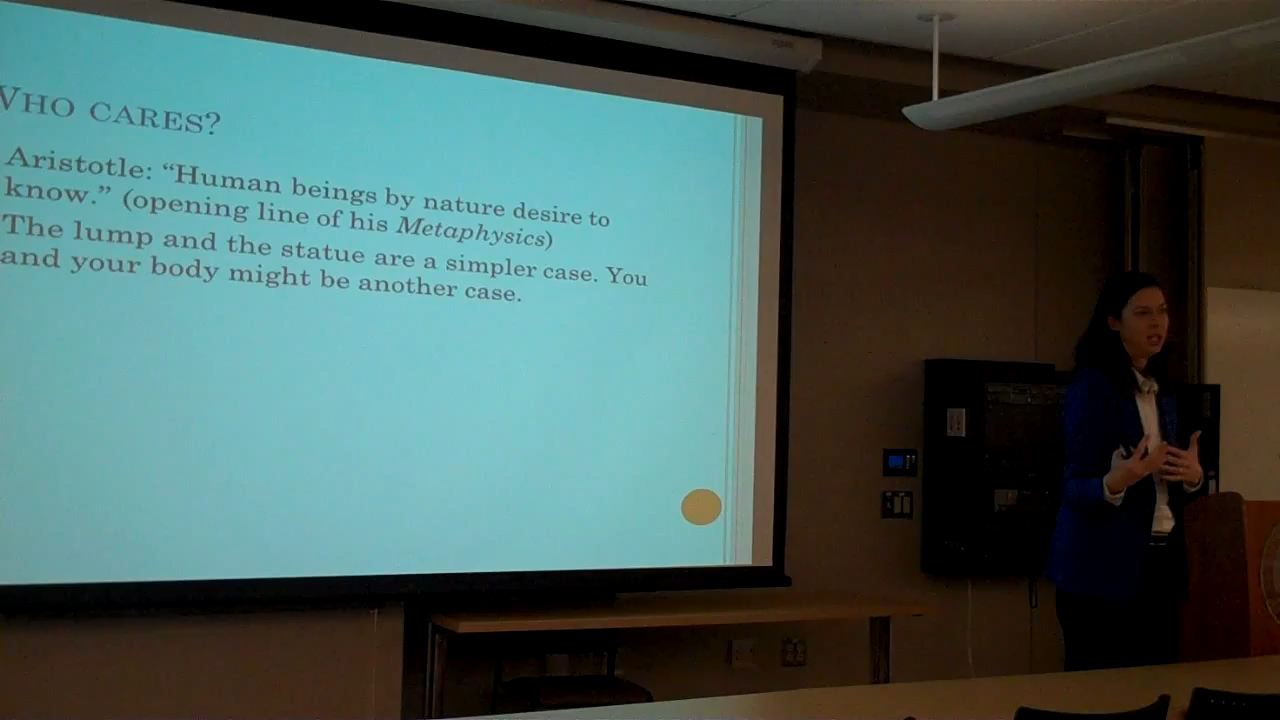 WHO CARES?
Aristotle: “Human beings by nature desire to
know.” (opening line of his Metaphysics)
The lump and the statue are a simpler case. You
and your body might be another case.